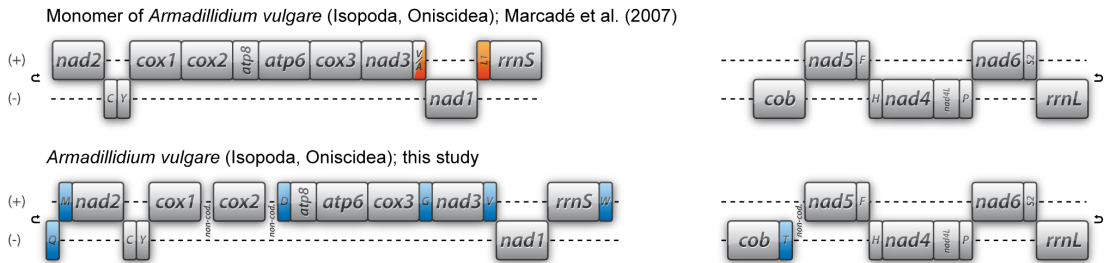 Monomer of Armadillidium vulgare (Isopoda, Oniscidea); Marcadé et al. (2007)
(+) nad2 cox1 cox2 atp8 atp6 cox3 nad3 V/A L1 rrnS nad5 F nad6 S2
(-) C Y nad1 cob H nad4 nad4L P rrnL
Armadillidium vulgare (Isopoda, Oniscidea); this study
(+) M nad2 cox1 non-cod. cox2 non-cod. D atp8 atp6 cox3 G nad3 V rrnS W non-cod. nad5 F nad6 S2
(-) Q C Y nad1 cob T H nad4 nad4L P rrnL